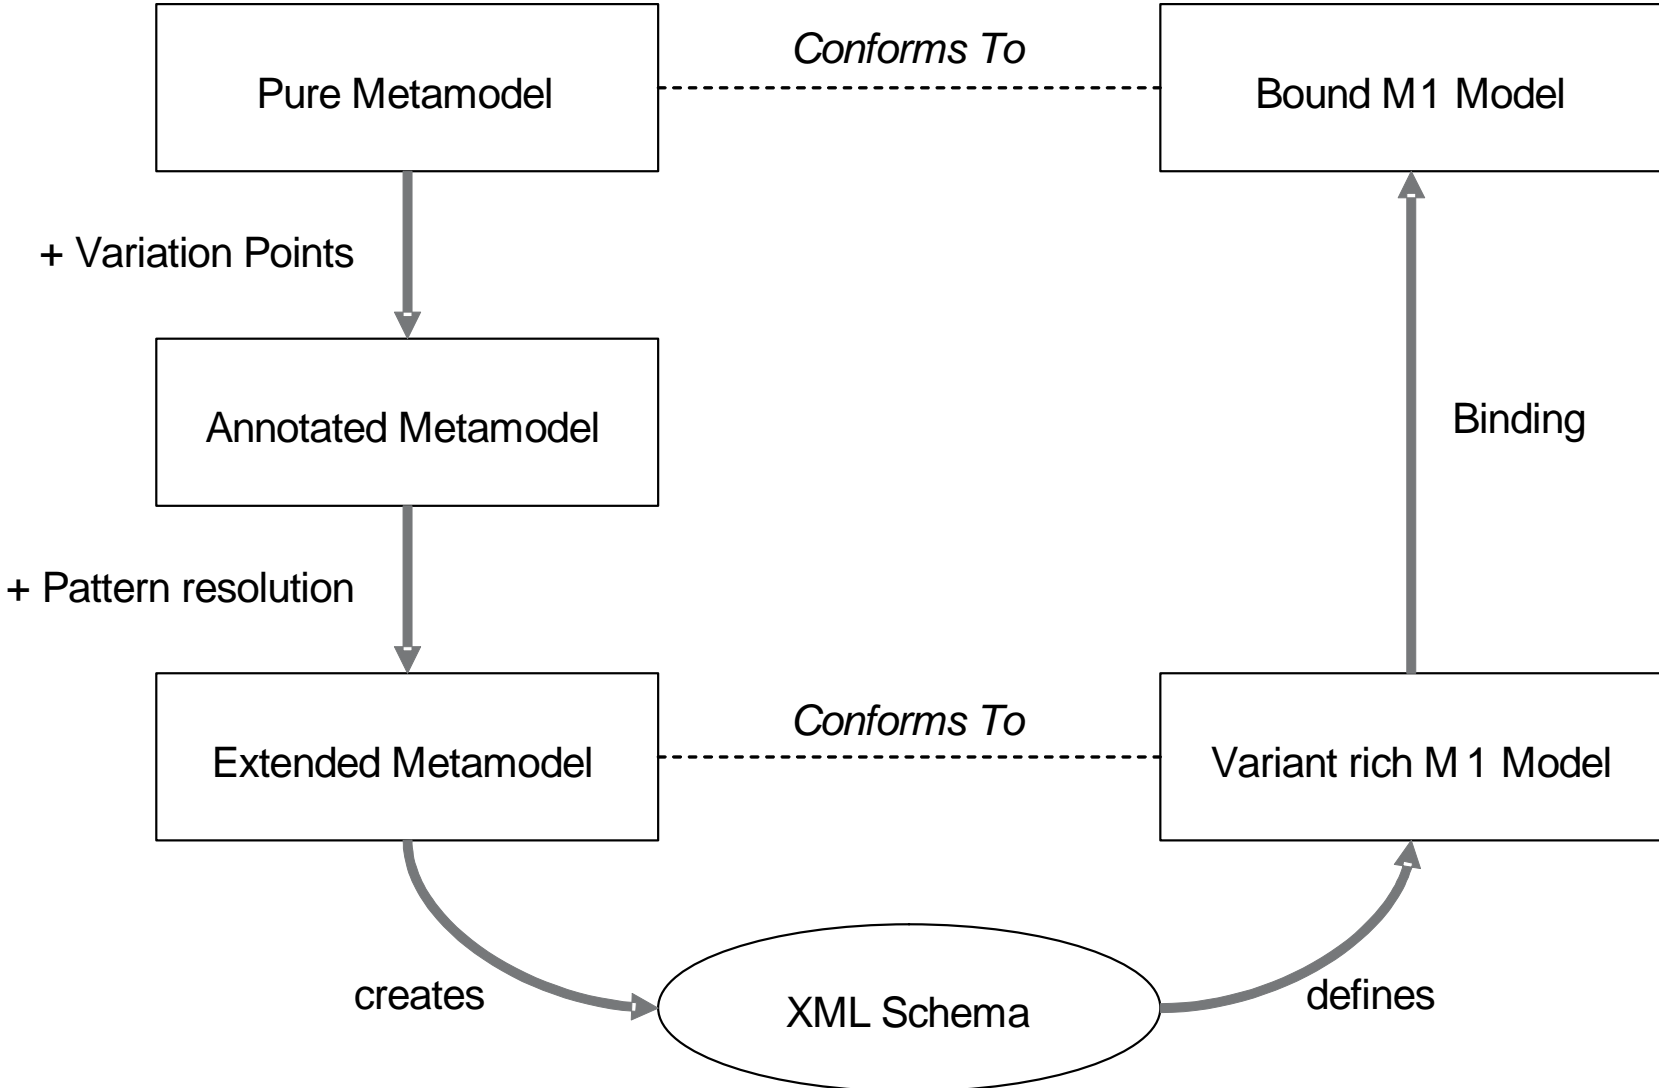 Conforms To
Pure Metamodel
Bound M1 Model
+ Variation Points
Annotated Metamodel
Binding
+ Pattern resolution
Conforms To
Extended Metamodel
Variant rich M1 Model
creates
XML Schema
defines